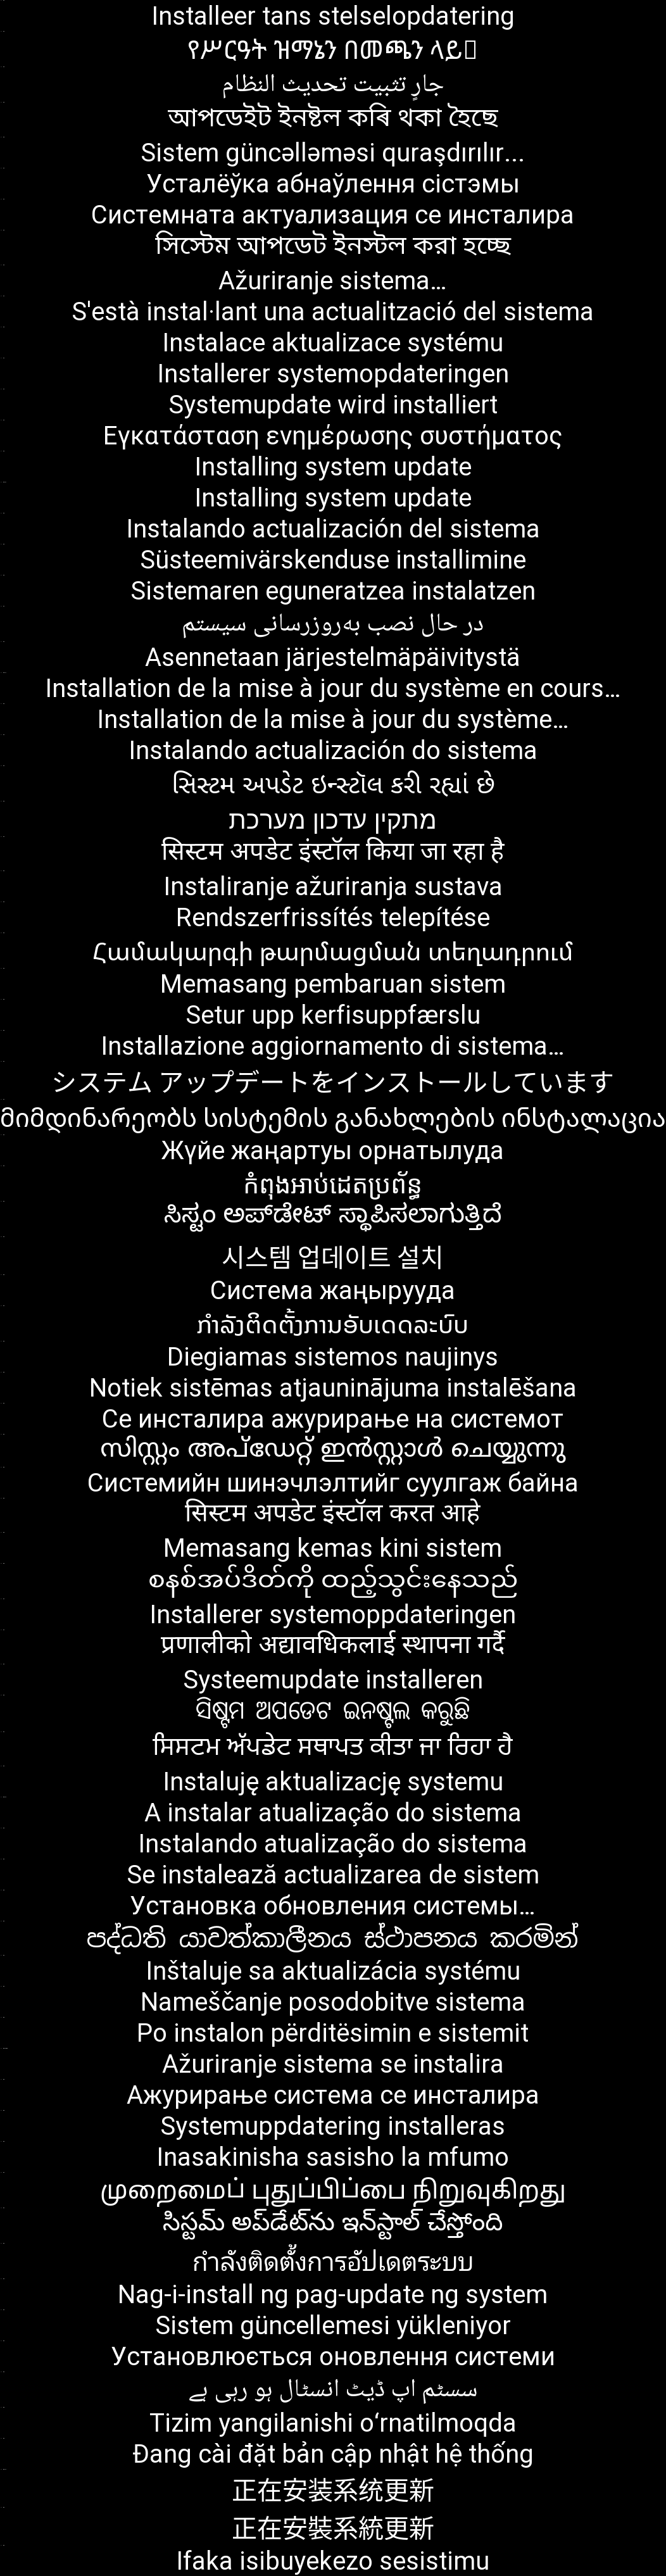 Installeer tans stelselopdatering
የሥርዓት ዝማኔን በመጫን ላይ
جارٍ تثبيت تحديث النظام
আপডেইট ইনষ্টল কৰি থকা হৈছে
Sistem güncəlləməsi quraşdırılır...
Усталёўка абнаўлення сістэмы
Системната актуализация се инсталира
সিস্টেম আপডেট ইনস্টল করা হচ্ছে
Ažuriranje sistema…
S'està instal·lant una actualització del sistema
Instalace aktualizace systému
Installerer systemopdateringen
Systemupdate wird installiert
Εγκατάσταση ενημέρωσης συστήματος
Installing system update
Installing system update
Instalando actualización del sistema
Süsteemivärskenduse installimine
Sistemaren eguneratzea instalatzen
در حال نصب به‌روزرسانی سیستم
Asennetaan järjestelmäpäivitystä
Installation de la mise à jour du système en cours…
Installation de la mise à jour du système…
Instalando actualización do sistema
સિસ્ટમ અપડેટ ઇન્સ્ટૉલ કરી રહ્યાં છે
מתקין עדכון מערכת
सिस्टम अपडेट इंस्टॉल किया जा रहा है
Instaliranje ažuriranja sustava
Rendszerfrissítés telepítése
Համակարգի թարմացման տեղադրում
Memasang pembaruan sistem
Setur upp kerfisuppfærslu
Installazione aggiornamento di sistema…
システム アップデートをインストールしています
მიმდინარეობს სისტემის განახლების ინსტალაცია
Жүйе жаңартуы орнатылуда
កំពុងអាប់ដេតប្រព័ន្ធ
ಸಿಸ್ಟಂ ಅಪ್‌ಡೇಟ್ ಸ್ಥಾಪಿಸಲಾಗುತ್ತಿದೆ
시스템 업데이트 설치
Система жаңырууда
ກຳລັງຕິດຕັ້ງການອັບເດດລະບົບ
Diegiamas sistemos naujinys
Notiek sistēmas atjauninājuma instalēšana
Се инсталира ажурирање на системот
സിസ്റ്റം അപ്‌ഡേറ്റ് ഇൻസ്റ്റാൾ ചെയ്യുന്നു
Системийн шинэчлэлтийг суулгаж байна
सिस्टम अपडेट इंस्टॉल करत आहे
Memasang kemas kini sistem
စနစ်အပ်ဒိတ်ကို ထည့်သွင်းနေသည်
Installerer systemoppdateringen
प्रणालीको अद्यावधिकलाई स्थापना गर्दै
Systeemupdate installeren
ସିଷ୍ଟମ ଅପଡେଟ ଇନଷ୍ଟଲ କରୁଛି
ਸਿਸਟਮ ਅੱਪਡੇਟ ਸਥਾਪਤ ਕੀਤਾ ਜਾ ਰਿਹਾ ਹੈ
Instaluję aktualizację systemu
A instalar atualização do sistema
Instalando atualização do sistema
Se instalează actualizarea de sistem
Установка обновления системы…
පද්ධති යාවත්කාලීනය ස්ථාපනය කරමින්
Inštaluje sa aktualizácia systému
Nameščanje posodobitve sistema
Po instalon përditësimin e sistemit
Ažuriranje sistema se instalira
Ажурирање система се инсталира
Systemuppdatering installeras
Inasakinisha sasisho la mfumo
முறைமைப் புதுப்பிப்பை நிறுவுகிறது
సిస్టమ్ అప్‌డేట్‌ను ఇన్‌స్టాల్ చేస్తోంది
กำลังติดตั้งการอัปเดตระบบ
Nag-i-install ng pag-update ng system
Sistem güncellemesi yükleniyor
Установлюється оновлення системи
سسٹم اپ ڈیٹ انسٹال ہو رہی ہے
Tizim yangilanishi o‘rnatilmoqda
Đang cài đặt bản cập nhật hệ thống
正在安装系统更新
正在安裝系統更新
Ifaka isibuyekezo sesistimu